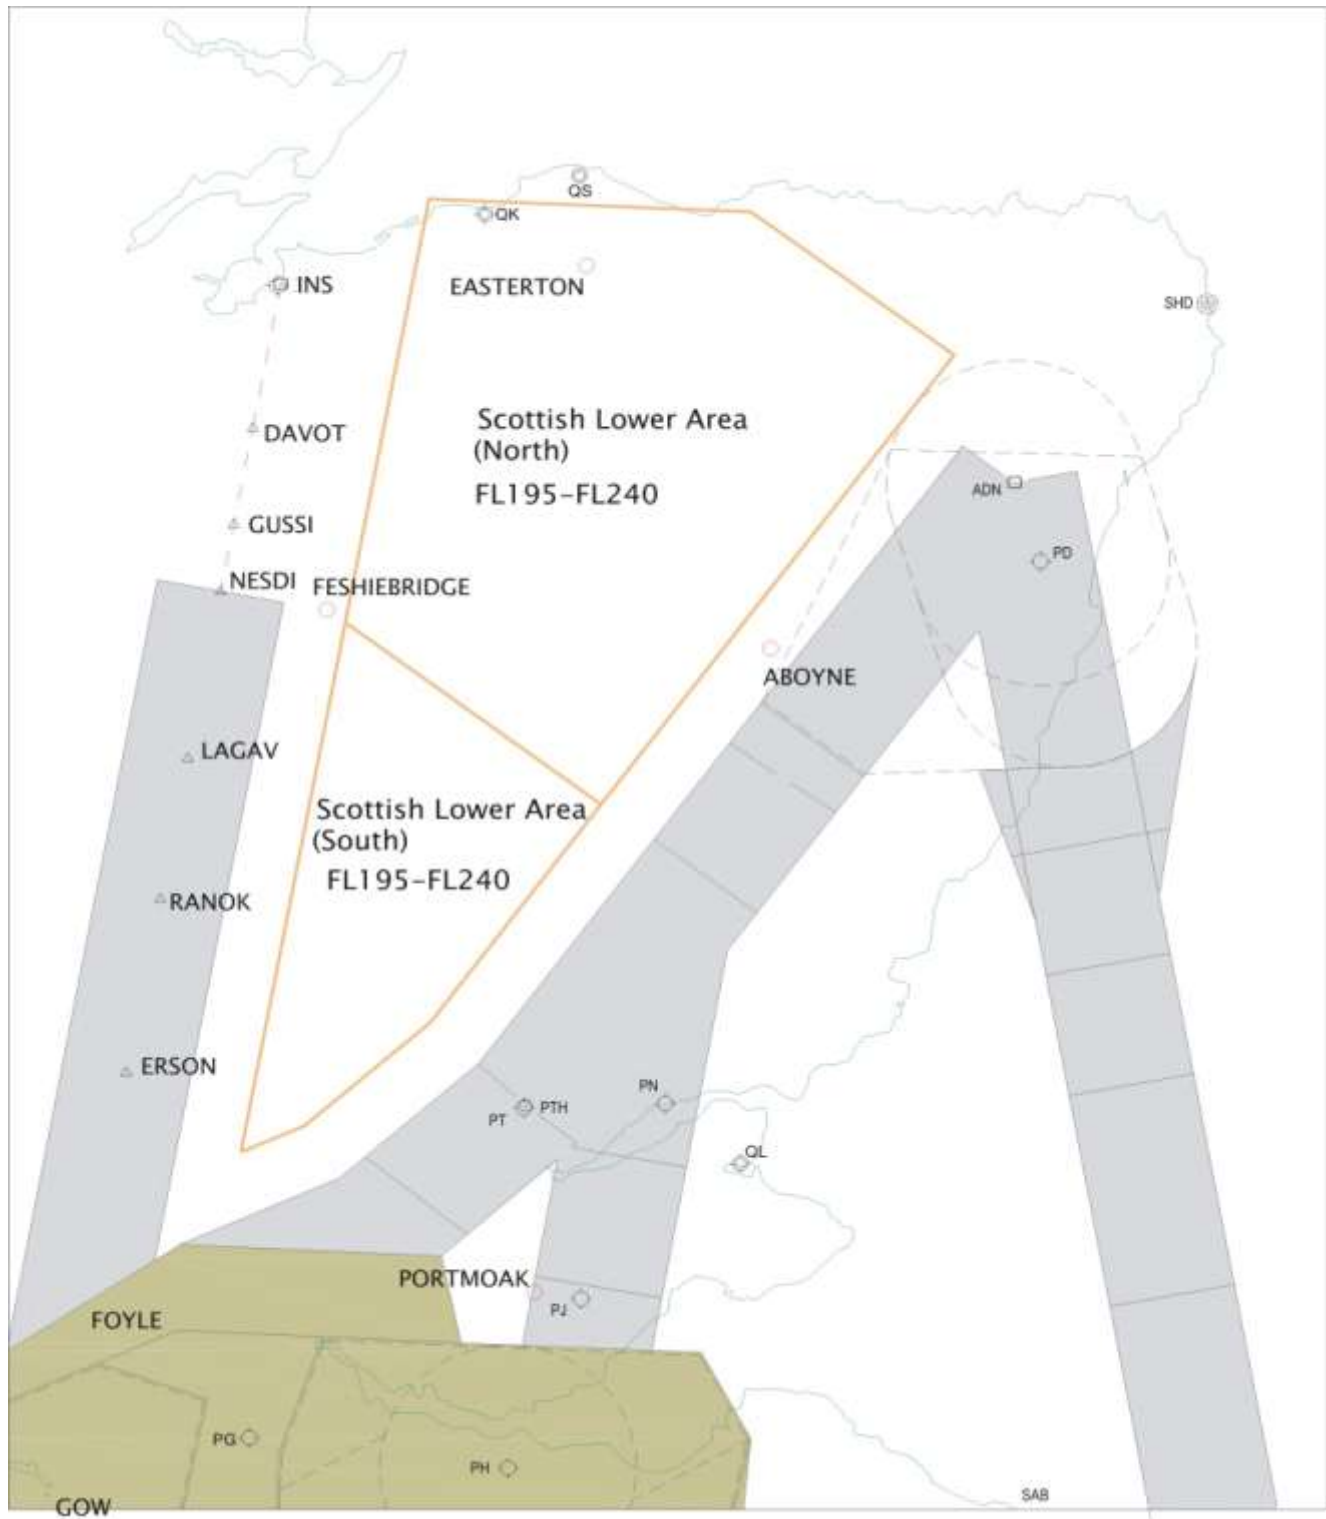 QS
QK
INS
EASTERTON
SHD
Scottish Lower Area
(North)
FL195-FL240
DAVOT
ADN
GUSSI
PD
NESDI
FESHIEBRIDGE
ABOYNE
LAGAV
Scottish Lower Area
(South)
FL195-FL240
RANOK
ERSON
PN
PT
PTH
QL
PORTMOAK
PJ
FOYLE
PG
PH
SAB
GOW